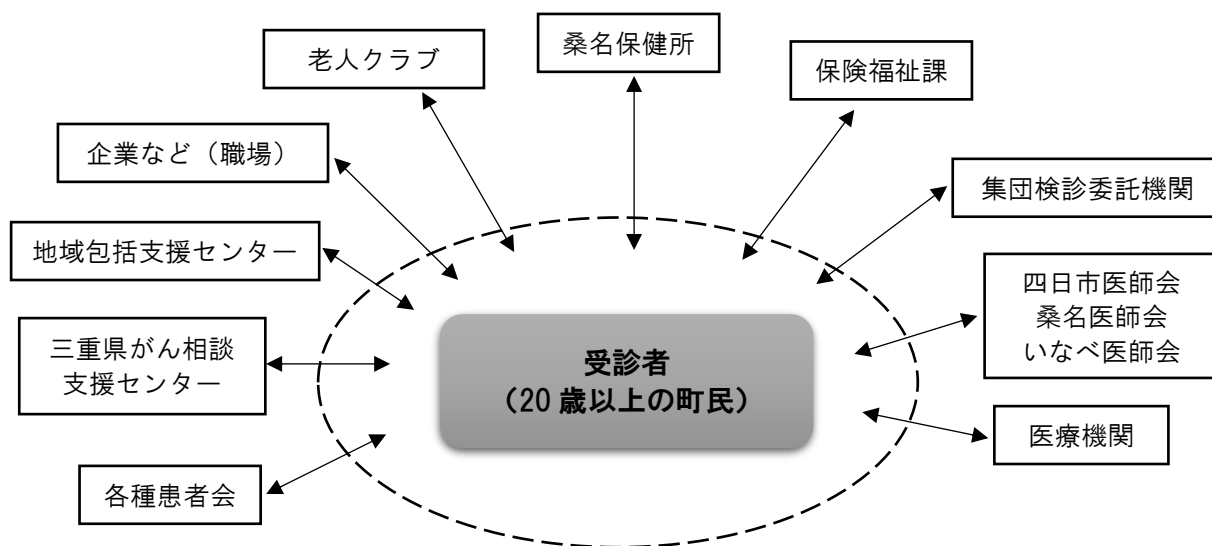 桑名保健所
老人クラブ
保険福祉課
企業など（職場）
集団検診委託機関
地域包括支援センター
四日市医師会
桑名医師会
いなべ医師会
三重県がん相談
支援センター
受診者
（20 歳以上の町民）
医療機関
各種患者会